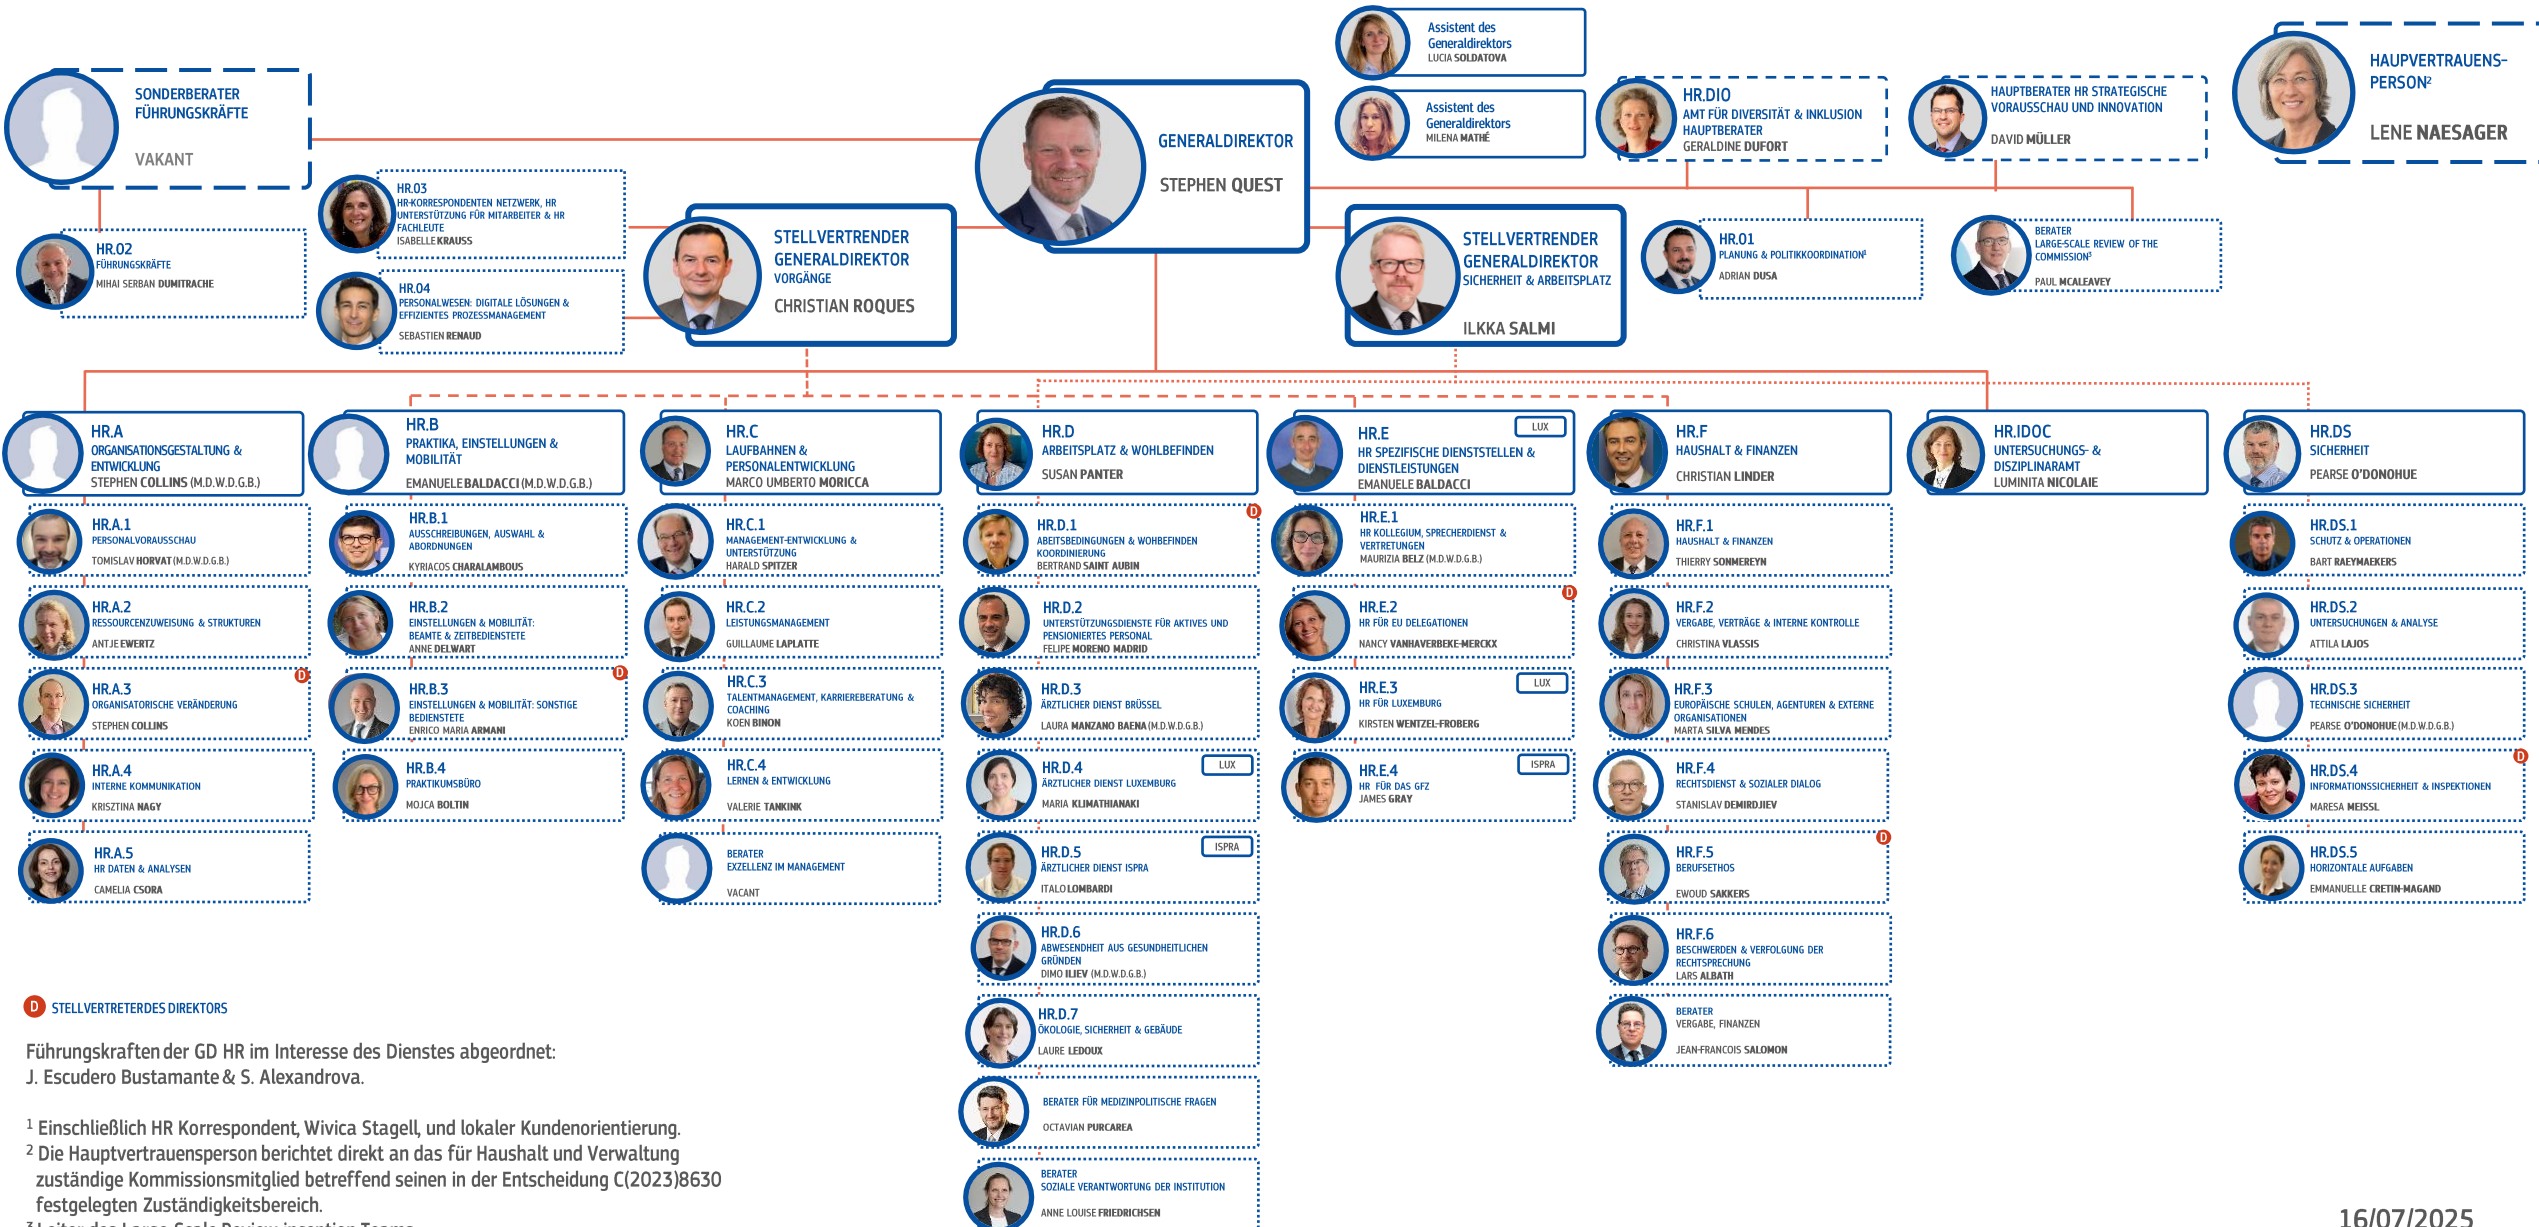 Assistent des
Generaldirektors
LUCIA SOLDATOVA
Assistent des
Generaldirektors
MILENA MATHÉ
SONDERBERATER
FÜHRUNGSKRÄFTE
VAKANT
GENERALDIREKTOR
STEPHEN QUEST
HR.DIO
AMT FÜR DIVERSITÄT & INKLUSION
HAUPTBERATER
GERALDINE DUFORT
HAUPTBERATER HR STRATEGISCHE
VORAUSSCHAU UND INNOVATION
DAVID MÜLLER
HAUPVERTRAUENS-
PERSON²
LENE NAESAGER
HR.02
FÜHRUNGSKRÄFTE
MIHAI SERBAN DUMITRACHE
HR.03
HR-KORRESPONDENTEN NETZWERK, HR
UNTERSTÜTZUNG FÜR MITARBEITER & HR
FACHLEUTE
ISABELLE KRAUSS
HR.04
PERSONALWESEN: DIGITALE LÖSUNGEN &
EFFIZIENTES PROZESSMANAGEMENT
SEBASTIEN RENAUD
STELLVERTRENDER
GENERALDIREKTOR
VORGÄNGE
CHRISTIAN ROQUES
STELLVERTRENDER
GENERALDIREKTOR
SICHERHEIT & ARBEITSPLATZ
ILKKA SALMI
HR.01
PLANUNG & POLITIKKOORDINATION¹
ADRIAN DUSA
BERATER
LARGE-SCALE REVIEW OF THE
COMMISSION³
PAUL MCALEAVEY
HR.A
ORGANISATIONSGESTALTUNG &
ENTWICKLUNG
STEPHEN COLLINS (M.D.W.D.G.B.)
HR.A.1
PERSONALVORAUSSCHAU
TOMISLAV HORVAT (M.D.W.D.G.B.)
HR.A.2
RESSOURCENZUWEISUNG & STRUKTUREN
ANTJE EWERTZ
D
HR.A.3
ORGANISATORISCHE VERÄNDERUNG
STEPHEN COLLINS
HR.A.4
INTERNE KOMMUNIKATION
KRISZTINA NAGY
HR.A.5
HR DATEN & ANALYSEN
CAMELIA CSORA
HR.B
PRAKTIKA, EINSTELLUNGEN &
MOBILITÄT
EMANUELE BALDACCI (M.D.W.D.G.B.)
HR.B.1
AUSSCHREIBUNGEN, AUSWAHL &
ABORDNUNGEN
KYRIACOS CHARALAMBOUS
HR.B.2
EINSTELLUNGEN & MOBILITÄT:
BEAMTE & ZEITBEDIENSTETE
ANNE DELWART
D
HR.B.3
EINSTELLUNGEN & MOBILITÄT: SONSTIGE
BEDIENSTETE
ENRICO MARIA ARMANI
HR.B.4
PRAKTIKUMSBÜRO
MOJCA BOLTIN
HR.C
LAUFBAHNEN &
PERSONALENTWICKLUNG
MARCO UMBERTO MORICCA
HR.C.1
MANAGEMENT-ENTWICKLUNG &
UNTERSTÜTZUNG
HARALD SPITZER
HR.C.2
LEISTUNGSMANAGEMENT
GUILLAUME LAPLATTE
HR.C.3
TALENTMANAGEMENT, KARRIEREBERATUNG &
COACHING
KOEN BINON
HR.C.4
LERNEN & ENTWICKLUNG
VALERIE TANKINK
BERATER
EXZELLENZ IM MANAGEMENT
VACANT
HR.D
ARBEITSPLATZ & WOHLBEFINDEN
SUSAN PANTER
D
HR.D.1
ABEITSBEDINGUNGEN & WOHBEFINDEN
KOORDINIERUNG
BERTRAND SAINT AUBIN
HR.D.2
UNTERSTÜTZUNGSDIENSTE FÜR AKTIVES UND
PENSIONIERTES PERSONAL
FELIPE MORENO MADRID
HR.D.3
ÄRZTLICHER DIENST BRÜSSEL
LAURA MANZANO BAENA (M.D.W.D.G.B.)
HR.D.4
LUX
ÄRZTLICHER DIENST LUXEMBURG
MARIA KLIMATHIANAKI
HR.D.5
ISPRA
ÄRZTLICHER DIENST ISPRA
ITALO LOMBARDI
HR.D.6
ABWESENDHEIT AUS GESUNDHEITLICHEN
GRÜNDEN
DIMO ILIEV (M.D.W.D.G.B.)
HR.D.7
ÖKOLOGIE, SICHERHEIT & GEBÄUDE
LAURE LEDOUX
BERATER FÜR MEDIZINPOLITISCHE FRAGEN
OCTAVIAN PURCAREA
BERATER
SOZIALE VERANTWORTUNG DER INSTITUTION
ANNE LOUISE FRIEDRICHSEN
HR.E
LUX
HR SPEZIFISCHE DIENSTSTELLEN &
DIENSTLEISTUNGEN
EMANUELE BALDACCI
HR.E.1
HR KOLLEGIUM, SPRECHERDIENST &
VERTRETUNGEN
MAURIZIA BELZ (M.D.W.D.G.B.)
D
HR.E.2
HR FÜR EU DELEGATIONEN
NANCY VANHAVERBEKE-MERCKX
HR.E.3
LUX
HR FÜR LUXEMBURG
KIRSTEN WENTZEL-FROBERG
HR.E.4
ISPRA
HR FÜR DAS GFZ
JAMES GRAY
HR.F
HAUSHALT & FINANZEN
CHRISTIAN LINDER
HR.F.1
HAUSHALT & FINANZEN
THIERRY SONMEREYN
HR.F.2
VERGABE, VERTRÄGE & INTERNE KONTROLLE
CHRISTINA VLASSIS
HR.F.3
EUROPÄISCHE SCHULEN, AGENTUREN & EXTERNE
ORGANISATIONEN
MARTA SILVA MENDES
HR.F.4
RECHTSDIENST & SOZIALER DIALOG
STANISLAV DEMIRDJIEV
D
HR.F.5
BERUFSETHOS
EWOUD SAKKERS
HR.F.6
BESCHWERDEN & VERFOLGUNG DER
RECHTSPRECHUNG
LARS ALBATH
BERATER
VERGABE, FINANZEN
JEAN-FRANCOIS SALOMON
HR.IDOC
UNTERSUCHUNGS- &
DISZIPLINARAMT
LUMINITA NICOLAIE
HR.DS
SICHERHEIT
PEARSE O'DONOHUE
HR.DS.1
SCHUTZ & OPERATIONEN
BART RAEYMAEKERS
HR.DS.2
UNTERSUCHUNGEN & ANALYSE
ATTILA LAJOS
HR.DS.3
TECHNISCHE SICHERHEIT
PEARSE O'DONOHUE (M.D.W.D.G.B.)
D
HR.DS.4
INFORMATIONSSICHERHEIT & INSPEKTIONEN
MARESA MEISSL
HR.DS.5
HORIZONTALE AUFGABEN
EMMANUELLE CRETIN-MAGAND
D STELLVERTRETERDES DIREKTORS
Führungskraften der GD HR im Interesse des Dienstes abgeordnet:
J. Escudero Bustamante & S. Alexandrova.
¹ Einschließlich HR Korrespondent, Wivica Stagell, und lokaler Kundenorientierung.
² Die Hauptvertrauensperson berichtet direkt an das für Haushalt und Verwaltung
zuständige Kommissionsmitglied betreffend seinen in der Entscheidung C(2023)8630
festgelegten Zuständigkeitsbereich.
³ Leiter des Large Scale Review inception Teams
16/07/2025